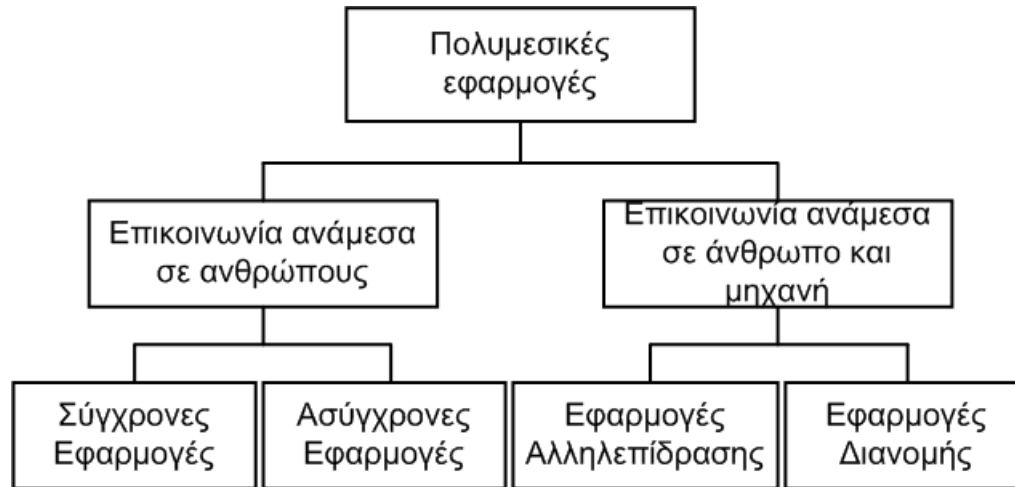 Πολυμεσικές
εφαρμογές
Επικοινωνία ανάμεσα
σε ανθρώπους
Επικοινωνία ανάμεσα
σε άνθρωπο και
μηχανή
Σύγχρονες
Εφαρμογές
Ασύγχρονες
Εφαρμογές
Εφαρμογές
Αλληλεπίδρασης
Εφαρμογές
Διανομής